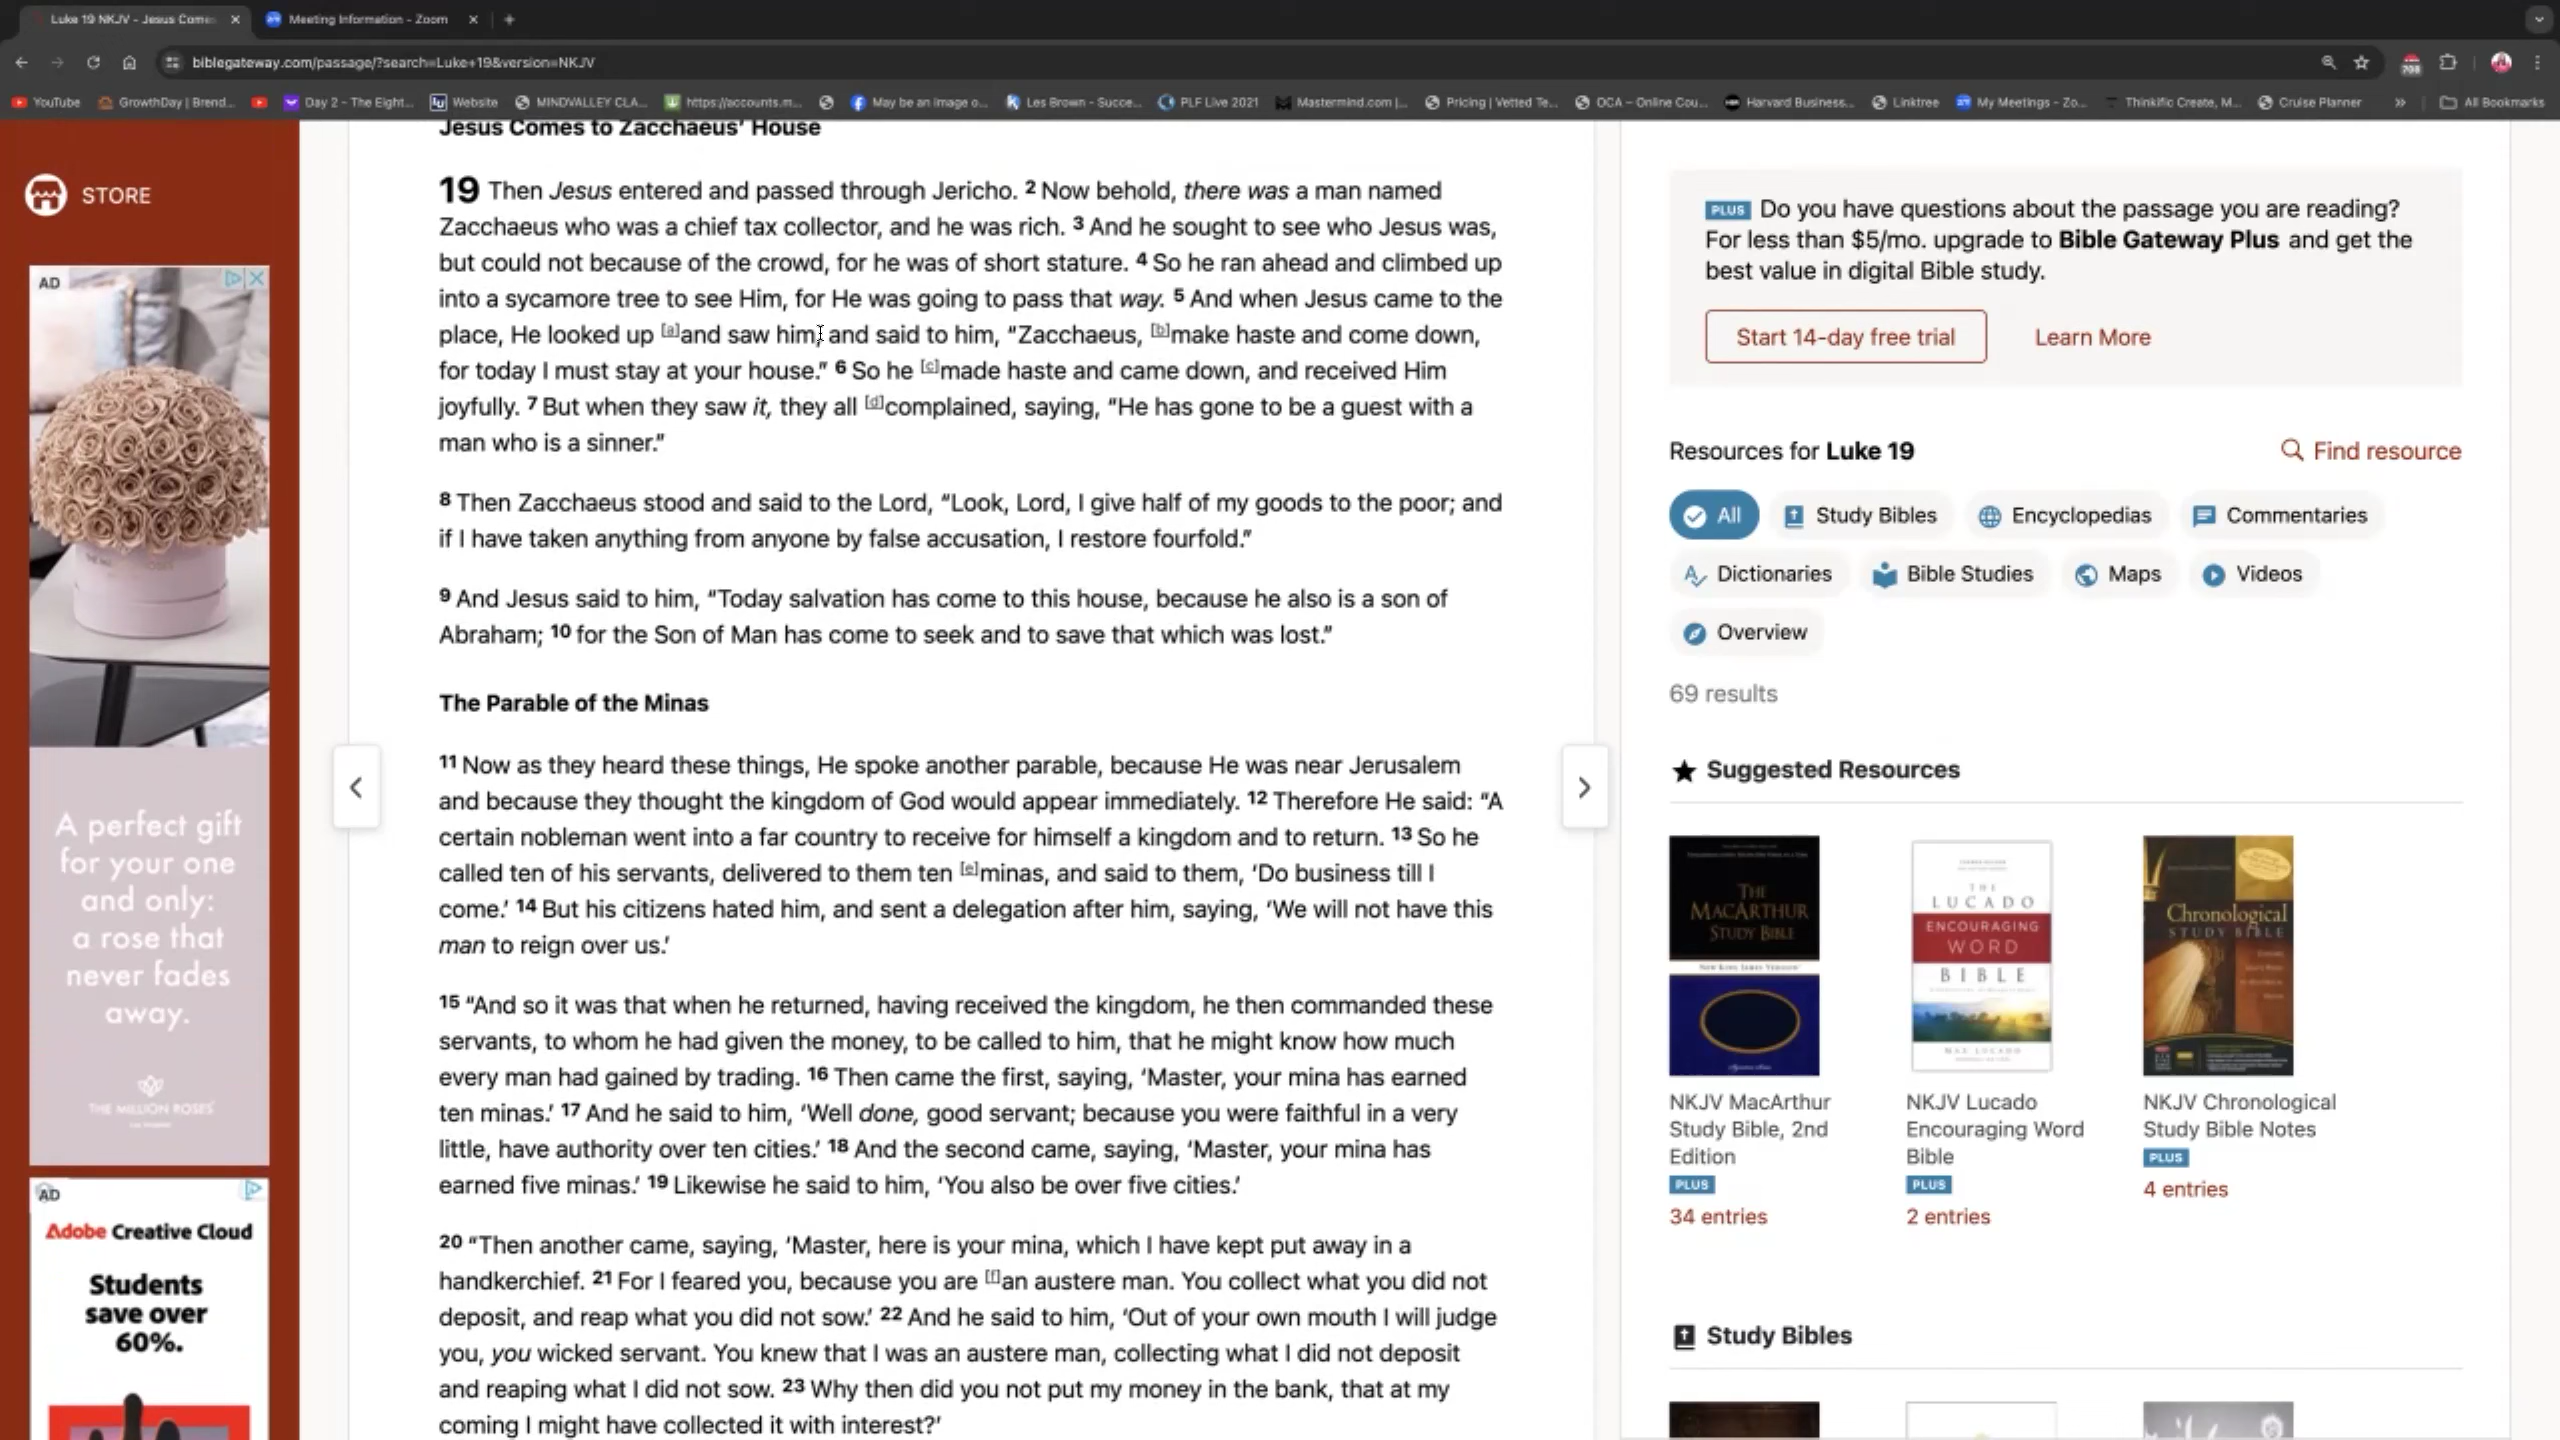 Luke 19 NKJV - Jesus Come
Meeting Information - Zoom
biblegateway.com/passage/?search=Luke+19&version=NKJV
708
YouTube
GrowthDay | Brend...
Day 2 – The Eight...
Website
MINDVALLEY CLA...
https://accounts.m...
May be an image o...
Les Brown - Succe...
PLF Live 2021
Mastermind.com |...
Pricing | Vetted Te...
OCA – Online Cou...
Harvard Business...
Linktree
My Meetings - Zo...
Thinkific Create, M...
Cruise Planner
»
All Bookmarks
STORE
AD
A perfect gift
for your one
and only:
a rose that
never fades
away.
THE MILLION ROSES
AD
Adobe Creative Cloud
Students
save over
60%.
Jesus Comes to Zacchaeus’ House
19 Then Jesus entered and passed through Jericho. 2 Now behold, there was a man named
Zacchaeus who was a chief tax collector, and he was rich. 3 And he sought to see who Jesus was,
but could not because of the crowd, for he was of short stature. 4 So he ran ahead and climbed up
into a sycamore tree to see Him, for He was going to pass that way. 5 And when Jesus came to the
place, He looked up [a]and saw him, and said to him, “Zacchaeus, [b]make haste and come down,
for today I must stay at your house.” 6 So he [c]made haste and came down, and received Him
joyfully. 7 But when they saw it, they all [d]complained, saying, “He has gone to be a guest with a
man who is a sinner.”
8 Then Zacchaeus stood and said to the Lord, “Look, Lord, I give half of my goods to the poor; and
if I have taken anything from anyone by false accusation, I restore fourfold.”
9 And Jesus said to him, “Today salvation has come to this house, because he also is a son of
Abraham; 10 for the Son of Man has come to seek and to save that which was lost.”
The Parable of the Minas
11 Now as they heard these things, He spoke another parable, because He was near Jerusalem
and because they thought the kingdom of God would appear immediately. 12 Therefore He said: “A
certain nobleman went into a far country to receive for himself a kingdom and to return. 13 So he
called ten of his servants, delivered to them ten [e]minas, and said to them, ‘Do business till I
come.’ 14 But his citizens hated him, and sent a delegation after him, saying, ‘We will not have this
man to reign over us.’
15 “And so it was that when he returned, having received the kingdom, he then commanded these
servants, to whom he had given the money, to be called to him, that he might know how much
every man had gained by trading. 16 Then came the first, saying, ‘Master, your mina has earned
ten minas.’ 17 And he said to him, ‘Well done, good servant; because you were faithful in a very
little, have authority over ten cities.’ 18 And the second came, saying, ‘Master, your mina has
earned five minas.’ 19 Likewise he said to him, ‘You also be over five cities.’
20 “Then another came, saying, ‘Master, here is your mina, which I have kept put away in a
handkerchief. 21 For I feared you, because you are [f]an austere man. You collect what you did not
deposit, and reap what you did not sow.’ 22 And he said to him, ‘Out of your own mouth I will judge
you, you wicked servant. You knew that I was an austere man, collecting what I did not deposit
and reaping what I did not sow. 23 Why then did you not put my money in the bank, that at my
coming I might have collected it with interest?’
PLUS Do you have questions about the passage you are reading?
For less than $5/mo. upgrade to Bible Gateway Plus and get the
best value in digital Bible study.
Start 14-day free trial
Learn More
Resources for Luke 19
Find resource
All
Study Bibles
Encyclopedias
Commentaries
Dictionaries
Bible Studies
Maps
Videos
Overview
69 results
Suggested Resources
THE
MACARTHUR
STUDY BIBLE
NEW KING JAMES VERSION
THE
LUCADO
ENCOURAGING
WORD
BIBLE
MAX LUCADO
Chronological
STUDY BIBLE
NKJV MacArthur
Study Bible, 2nd
Edition
PLUS
34 entries
NKJV Lucado
Encouraging Word
Bible
PLUS
2 entries
NKJV Chronological
Study Bible Notes
PLUS
4 entries
Study Bibles